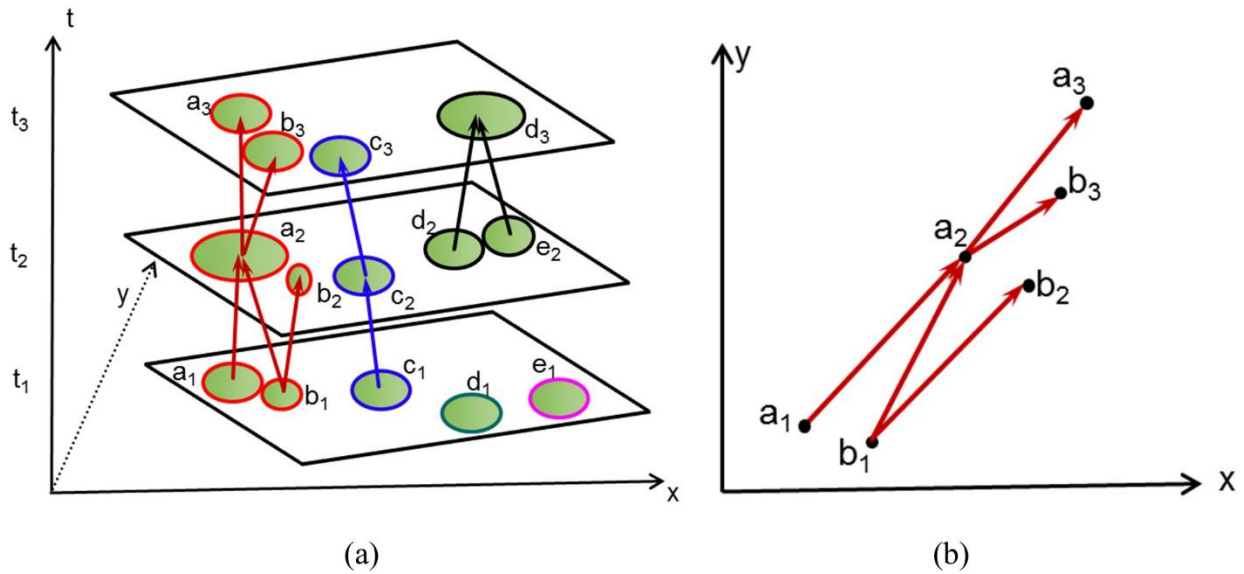 t
t₃
a₃
b₃
c₃
d₃
t₂
a₂
b₂
c₂
d₂
e₂
y
t₁
a₁
b₁
c₁
d₁
e₁
x
(a)
y
a₃
b₃
a₂
b₂
a₁
b₁
x
(b)